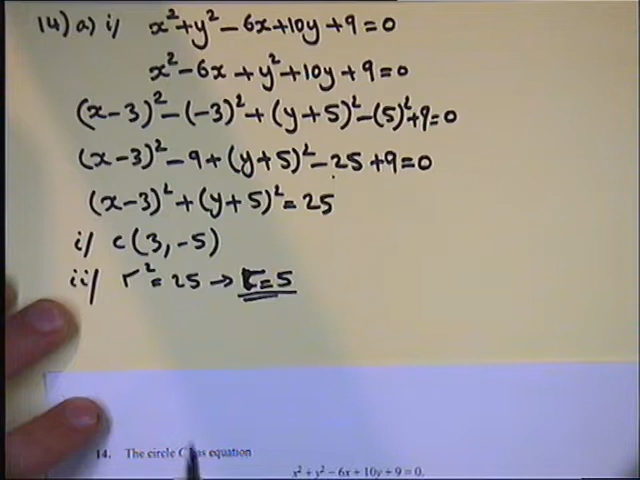 14) a) i/ x² + y² - 6x + 10y + 9 = 0
x² - 6x + y² + 10y + 9 = 0
(x - 3)² - (-3)² + (y + 5)² - (5)² + 9 = 0
(x - 3)² - 9 + (y + 5)² - 25 + 9 = 0
(x - 3)² + (y + 5)² = 25
i/ c (3, -5)
ii/ r² = 25 → r = 5
14. The circle C has equation
x² + y² - 6x + 10y + 9 = 0.